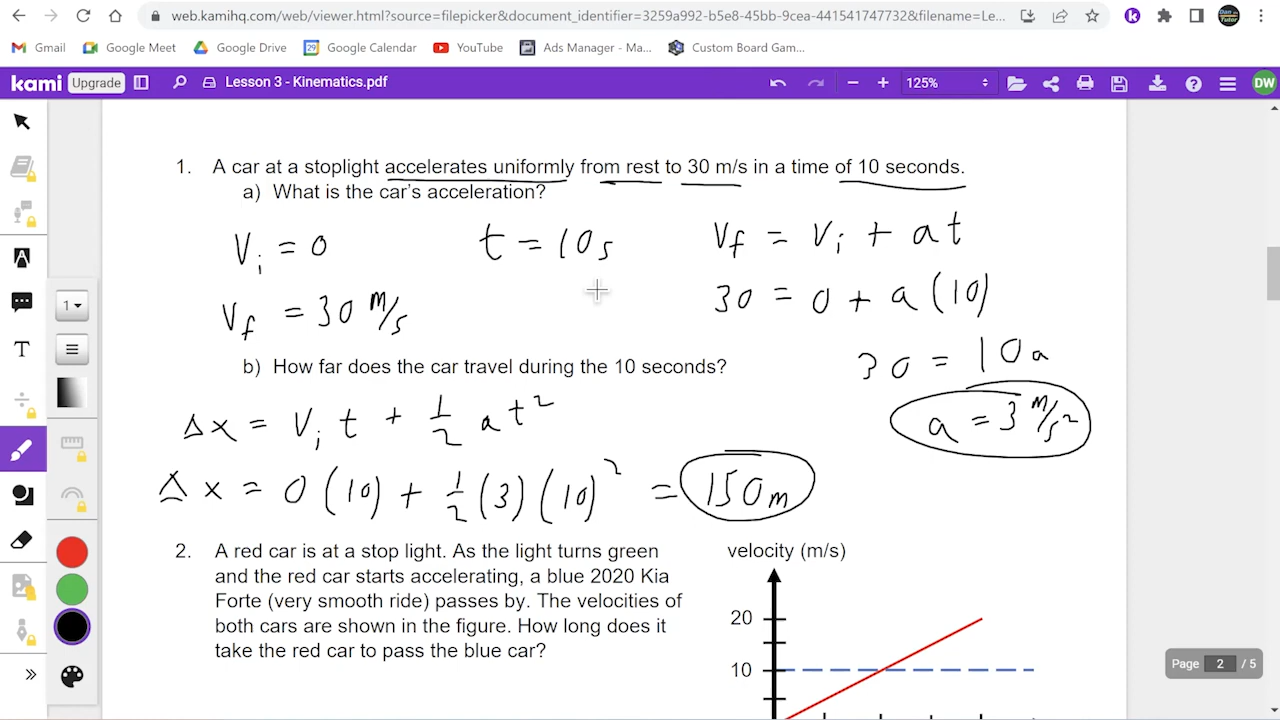 web.kamihq.com/web/viewer.html?source=filepicker&document_identifier=3259a992-b5e8-45bb-92ea-441541747732&filename=Le...
Gmail Google Meet Google Drive 31 Google Calendar YouTube Ads Manager - Ma... Custom Board Gam...
kami Upgrade Lesson 3 - Kinematics.pdf 125% DW
1. A car at a stoplight accelerates uniformly from rest to 30 m/s in a time of 10 seconds.
a) What is the car's acceleration?
Vi = 0 t = 10s Vf = Vi + at
Vf = 30 m/s 30 = 0 + a (10)
30 = 10a
a = 3 m/s²
b) How far does the car travel during the 10 seconds?
Δx = Vi t + 1/2 at²
Δx = 0 (10) + 1/2 (3) (10)² = 150m
2. A red car is at a stop light. As the light turns green
and the red car starts accelerating, a blue 2020 Kia
Forte (very smooth ride) passes by. The velocities of
both cars are shown in the figure. How long does it
take the red car to pass the blue car?
velocity (m/s)
20
10
1
T
Page 2 / 5